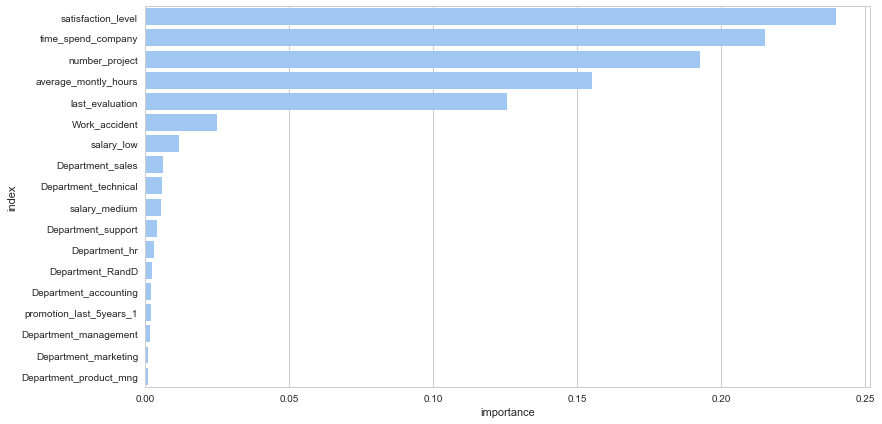 satisfaction_level
time_spend_company
number_project
average_montly_hours
last_evaluation
Work_accident
salary_low
Department_sales
Department_technical
salary_medium
Department_support
Department_hr
Department_RandD
Department_accounting
promotion_last_5years_1
Department_management
Department_marketing
Department_product_mng
index
0.00 0.05 0.10 0.15 0.20 0.25
importance